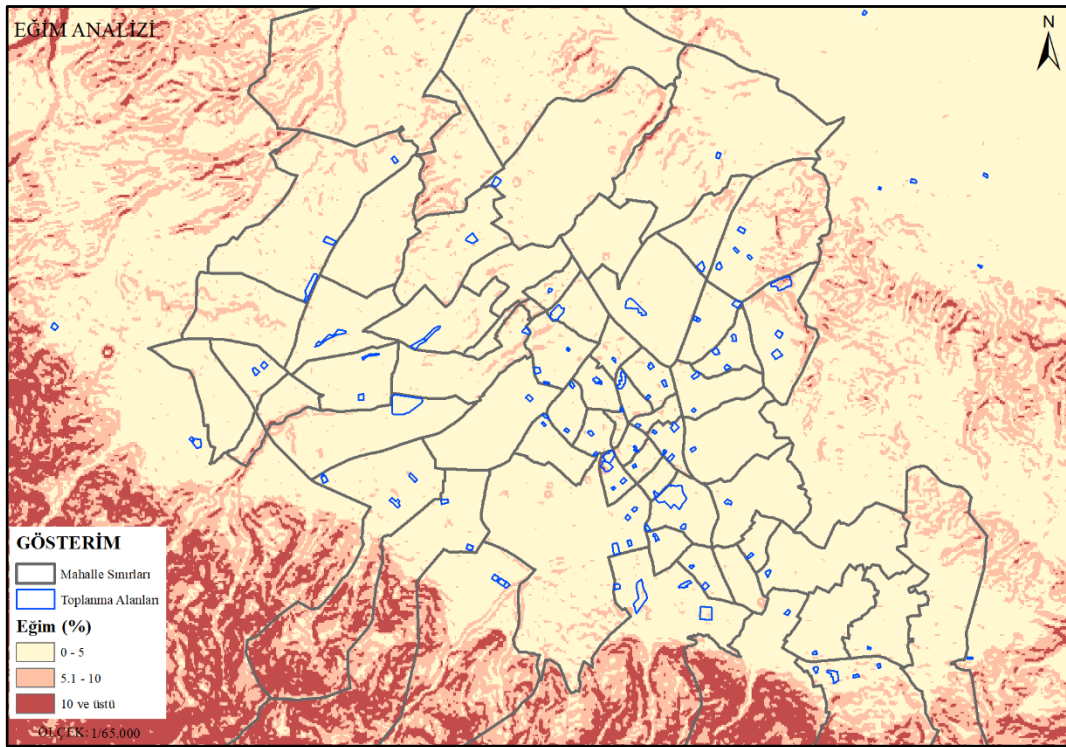 EĞİM ANALİZİ
N
GÖSTERİM
Mahalle Sınırları
Toplanma Alanları
Eğim (%)
0 - 5
5.1 - 10
10 ve üstü
ÖLÇEK: 1/65.000